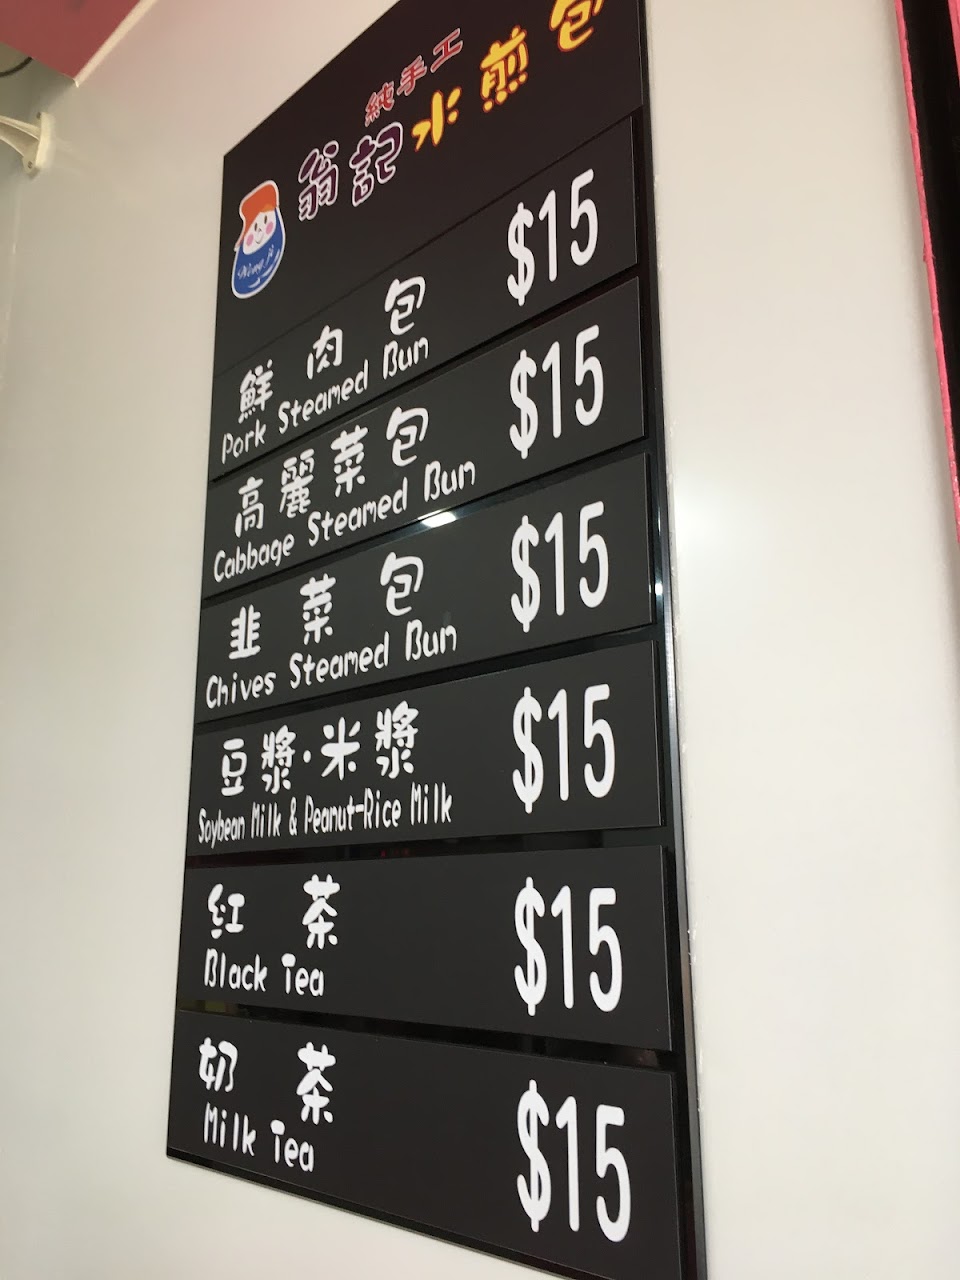 純手工
翁記水煎包
Weng Ji
鮮肉包 $15
Pork Steamed Bun
高麗菜包 $15
Cabbage Steamed Bun
韭菜包 $15
Chives Steamed Bun
豆漿·米漿 $15
Soybean Milk & Peanut-Rice Milk
紅茶 $15
Black Tea
奶茶 $15
Milk Tea